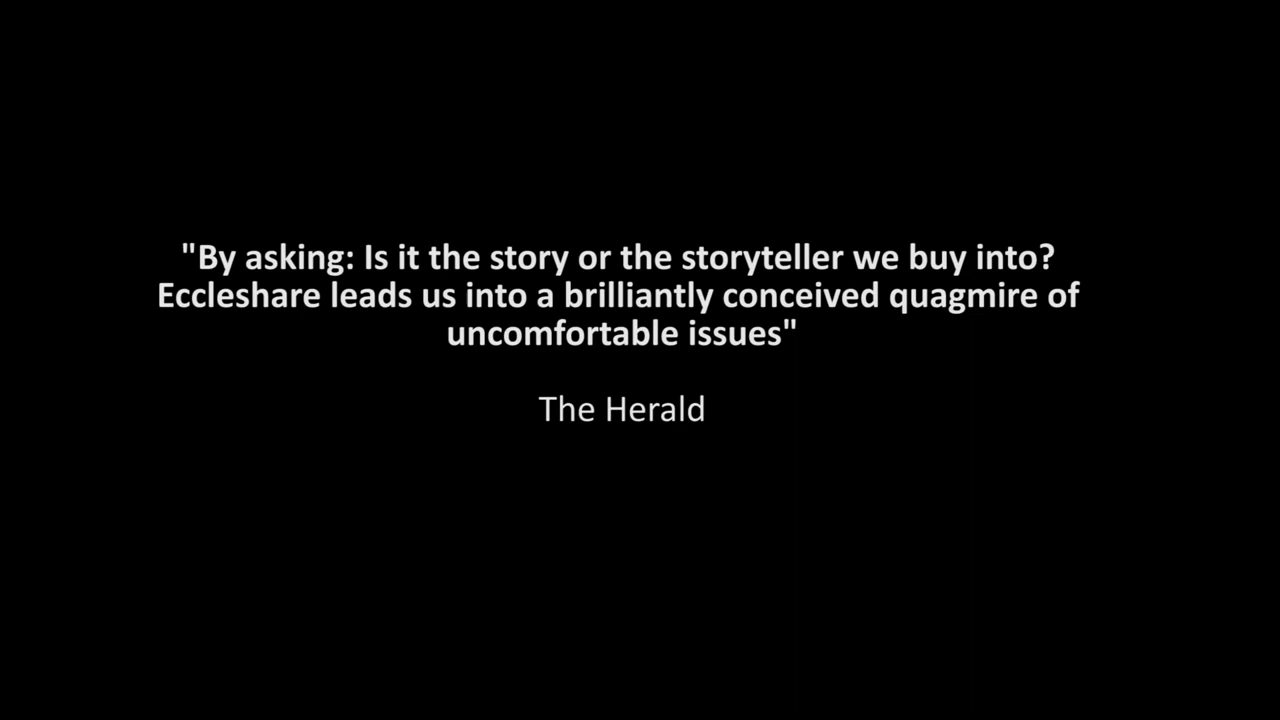 "By asking: Is it the story or the storyteller we buy into?
Eccleshare leads us into a brilliantly conceived quagmire of
uncomfortable issues"
The Herald